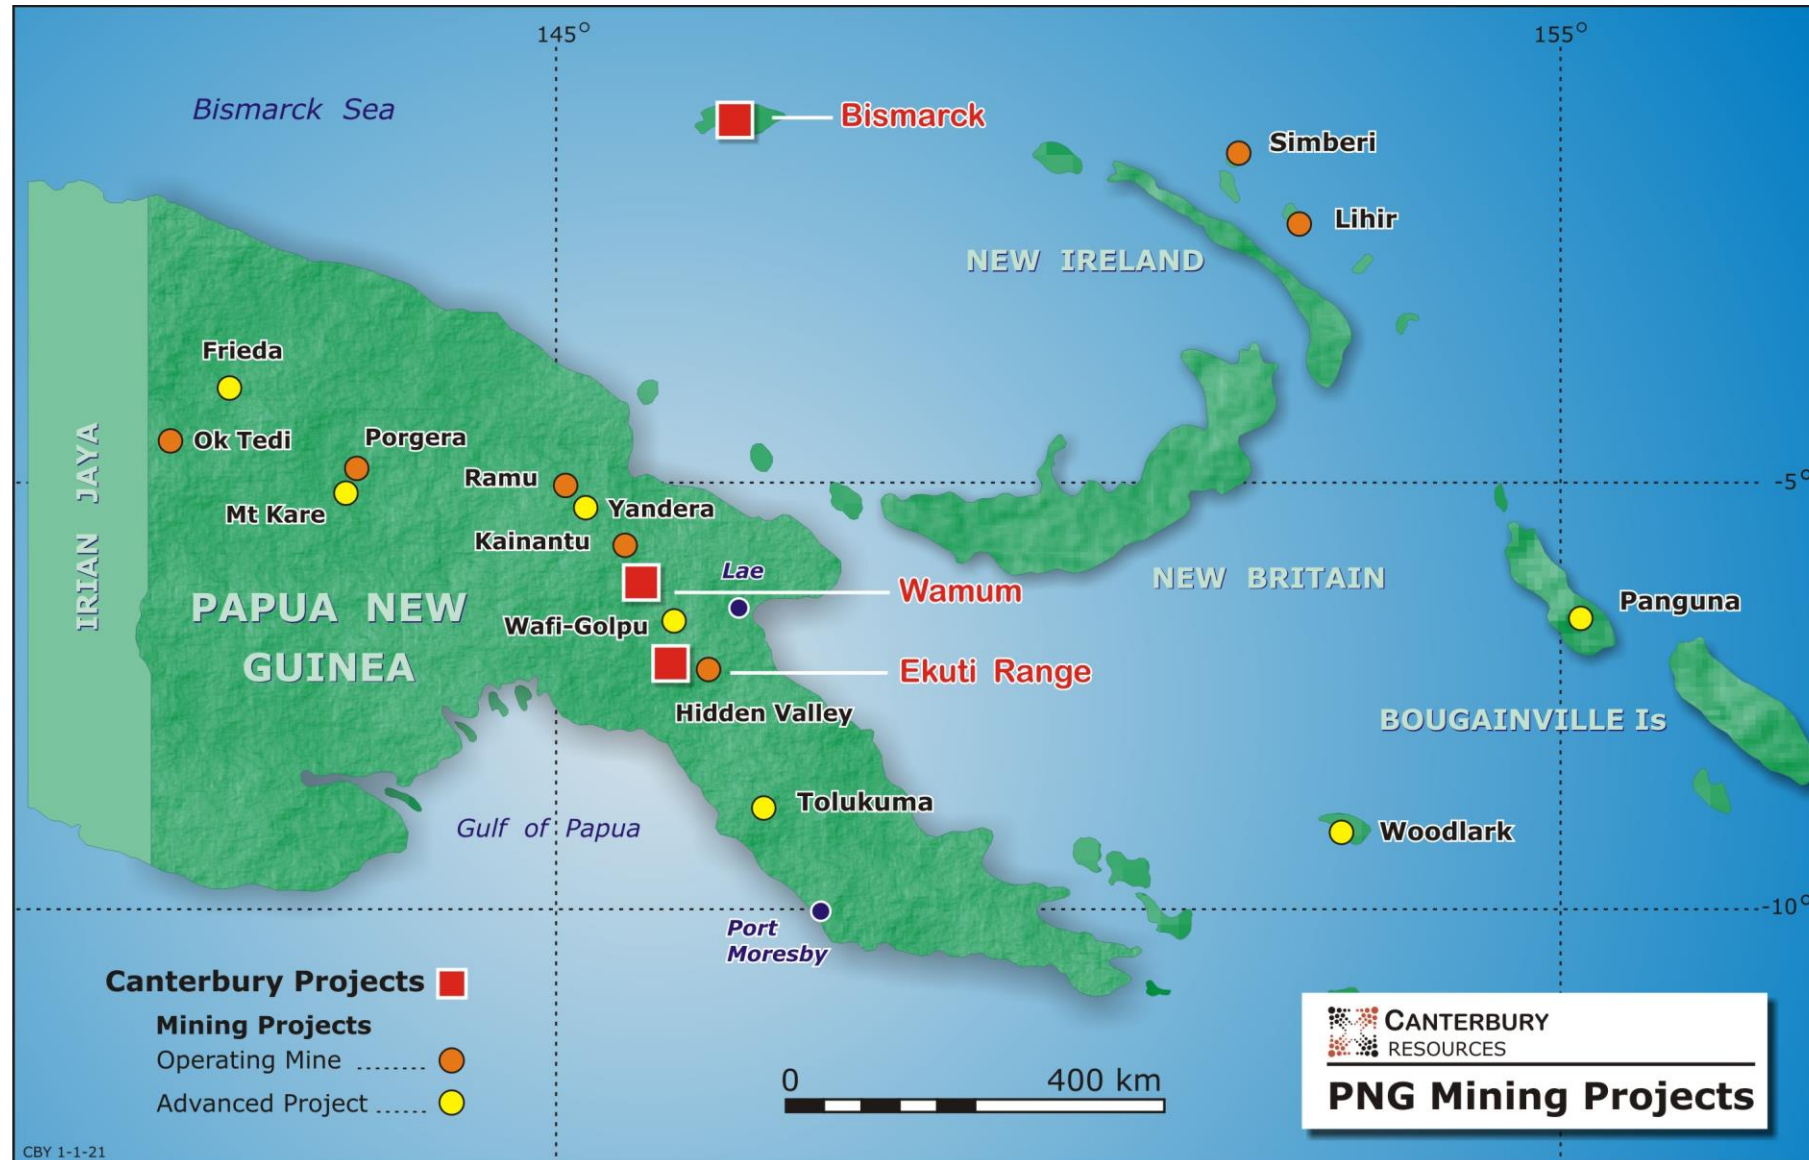 145°
155°
Bismarck Sea
Bismarck
Simberi
Lihir
NEW IRELAND
Frieda
Ok Tedi
Porgera
Mt Kare
Ramu
Yandera
Kainantu
-5°
IRIAN JAYA
PAPUA NEW
GUINEA
Lae
Wamum
NEW BRITAIN
Wafi-Golpu
Panguna
Ekuti Range
Hidden Valley
BOUGAINVILLE Is
Tolukuma
Gulf of Papua
Woodlark
-10°
Port
Moresby
Canterbury Projects
Mining Projects
Operating Mine ........
Advanced Project ......
0 400 km
CANTERBURY
RESOURCES
PNG Mining Projects
CBY 1-1-21